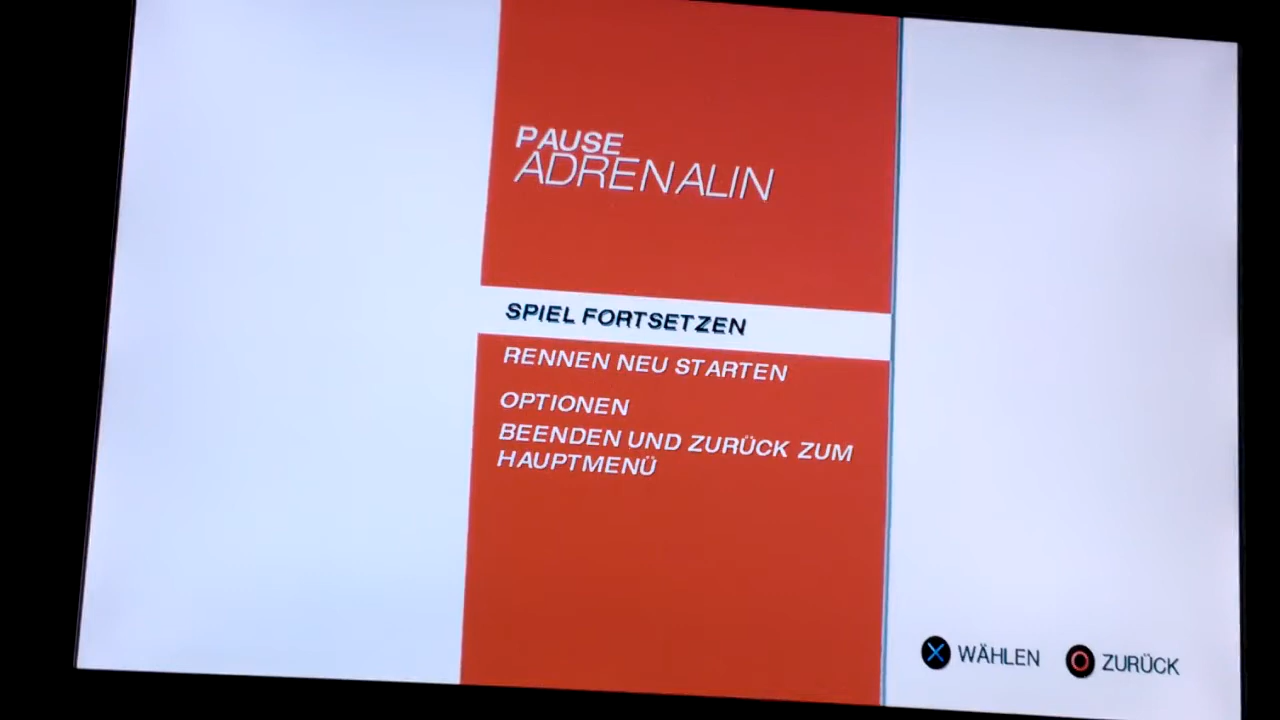 PAUSE
ADRENALIN
SPIEL FORTSETZEN
RENNEN NEU STARTEN
OPTIONEN
BEENDEN UND ZURÜCK ZUM
HAUPTMENÜ
WÄHLEN ZURÜCK